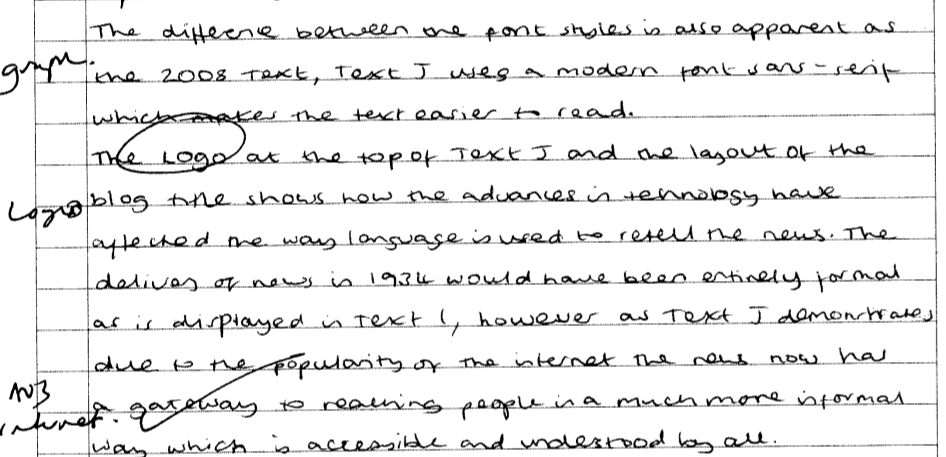 The differene between the font styles is also apparent as
graph.
the 2008 Text, Text J uses a modern font sans-serif
which makes the text easier to read.
The Logo at the top of Text J and the layout of the
Logo
blog title shows how the advances in tehnology have
affected the way language is used to retell the news. The
delivey of news in 1934 would have been entirely formal
as is displayed in Text I, however as Text J demonstrates,
due to the popularity of the internet the news now has
AO3
a gateway to reaching people in a much more informal
internet.
way which is accessible and understood by all.